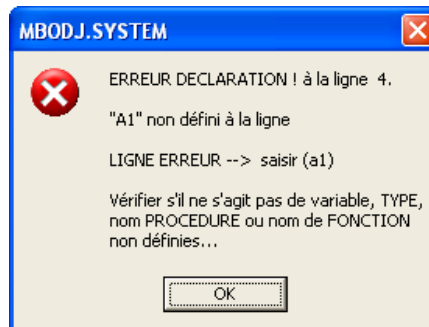 MBODJ.SYSTEM
ERREUR DECLARATION ! à la ligne 4.
"A1" non défini à la ligne
LIGNE ERREUR --> saisir (a1)
Vérifier s'il ne s'agit pas de variable, TYPE,
nom PROCEDURE ou nom de FONCTION
non définies...
OK